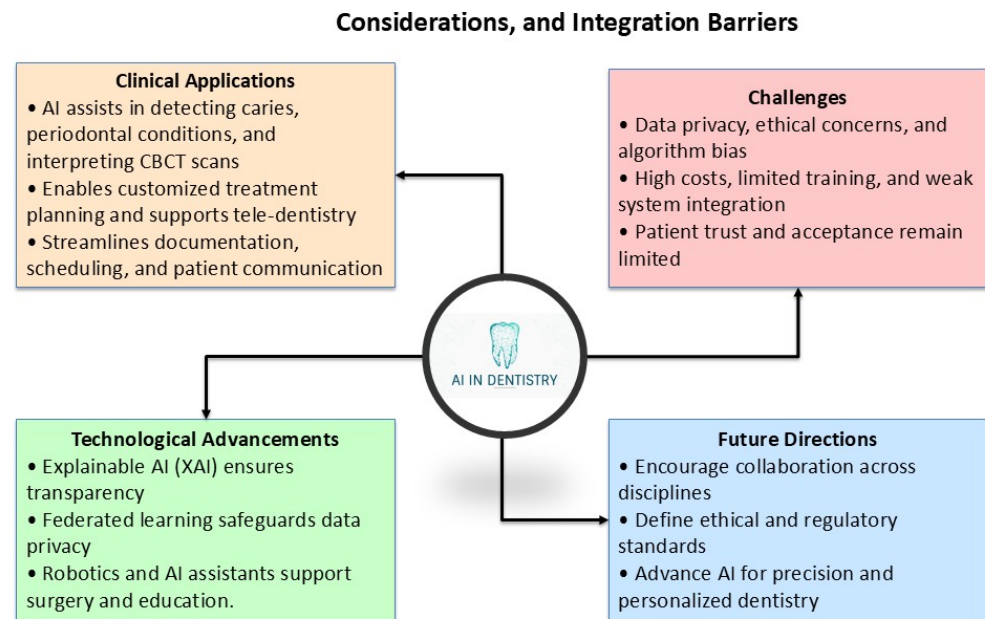 Considerations, and Integration Barriers
Clinical Applications
• AI assists in detecting caries,
periodontal conditions, and
interpreting CBCT scans
• Enables customized treatment
planning and supports tele-dentistry
• Streamlines documentation,
scheduling, and patient communication
Challenges
• Data privacy, ethical concerns, and
algorithm bias
• High costs, limited training, and weak
system integration
• Patient trust and acceptance remain
limited
AI IN DENTISTRY
Technological Advancements
• Explainable AI (XAI) ensures
transparency
• Federated learning safeguards data
privacy
• Robotics and AI assistants support
surgery and education.
Future Directions
• Encourage collaboration across
disciplines
• Define ethical and regulatory
standards
• Advance AI for precision and
personalized dentistry